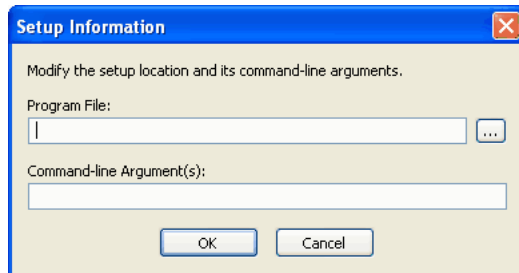 Setup Information
Modify the setup location and its command-line arguments.
Program File:
...
Command-line Argument(s):
OK Cancel